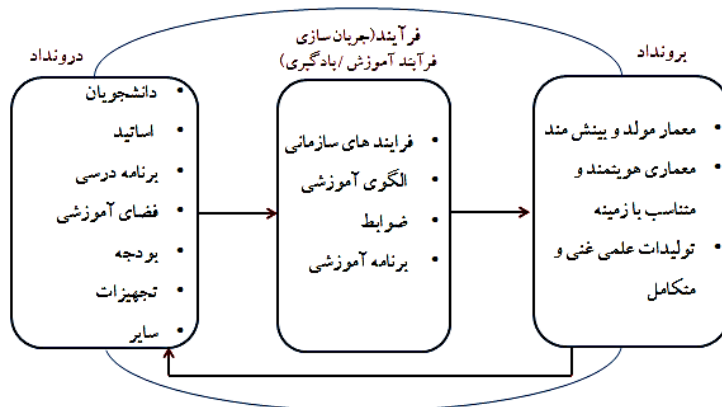 درونداد
دانشجویان
اساتید
برنامه درسی
فضای آموزشی
بودجه
تجهیزات
سایر
فرآیند(جریان سازی
فرآیند آموزش /یادگیری)
فرایند های سازمانی
الگوی آموزشی
ضوابط
برنامه آموزشی
برونداد
معمار مولد و بینش مند
معماری هویتمند و
متناسب با زمینه
تولیدات علمی غنی و
متکامل